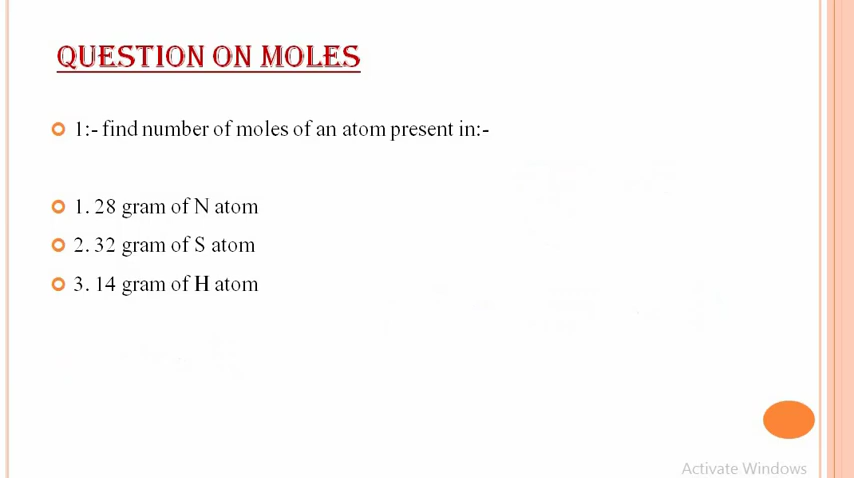 QUESTION ON MOLES
1:- find number of moles of an atom present in:-
1. 28 gram of N atom
2. 32 gram of S atom
3. 14 gram of H atom
Activate Windows